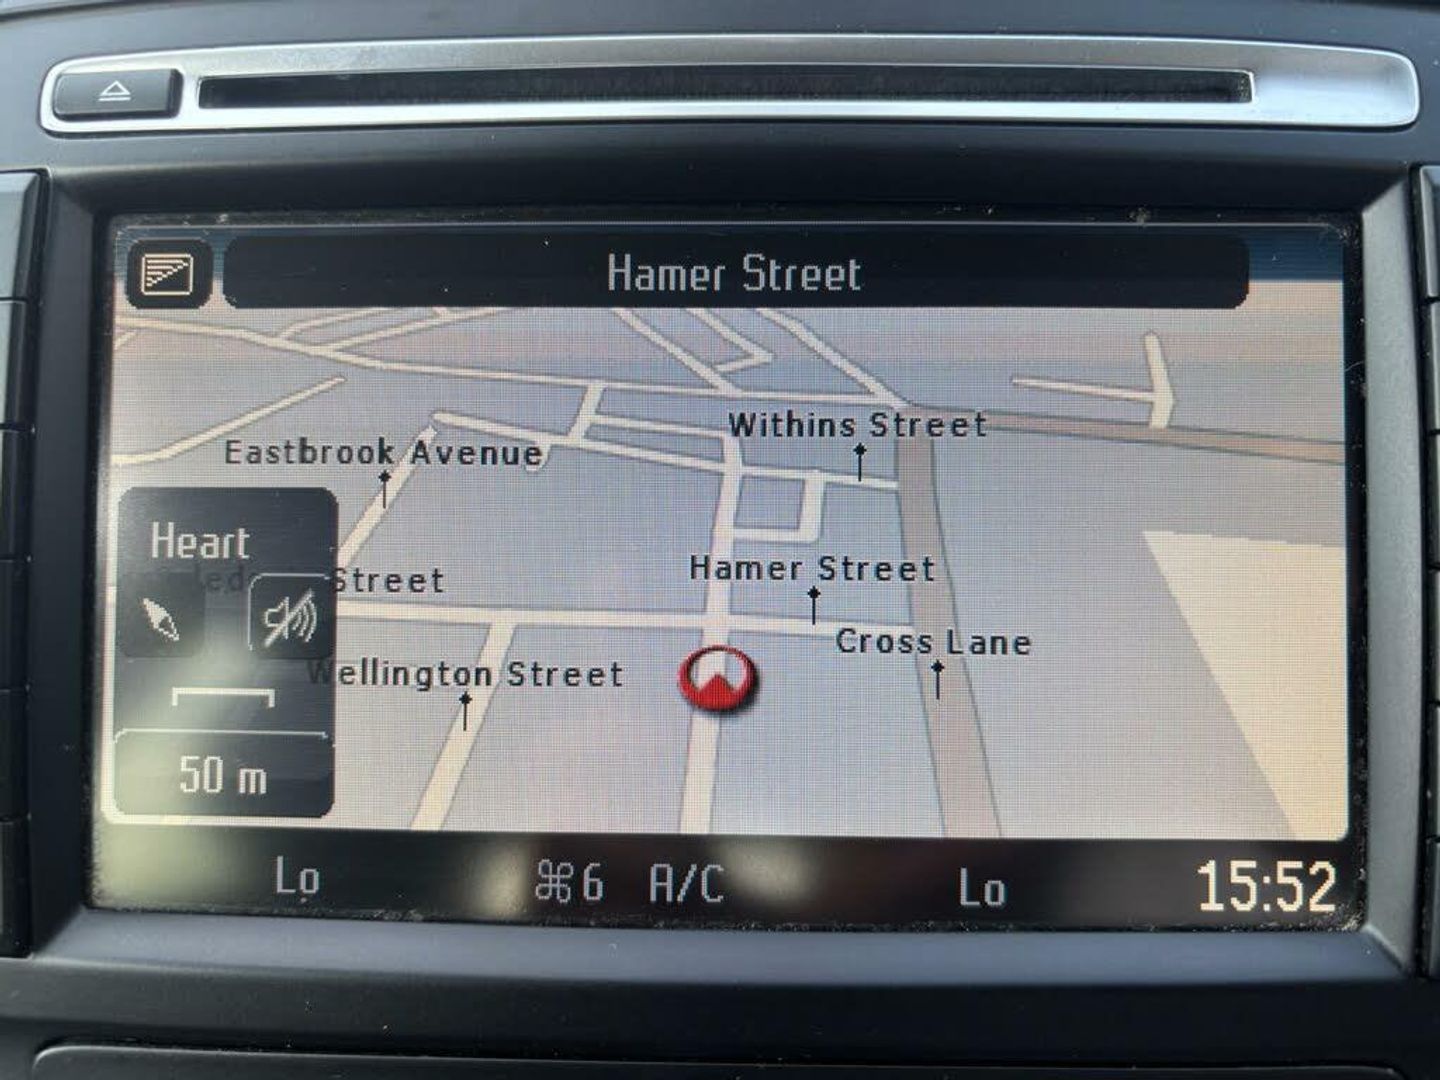 Hamer Street
Withins Street
Eastbrook Avenue
Heart
Street
Hamer Street
Cross Lane
Wellington Street
50 m
Lo
⌘6
A/C
Lo
15:52